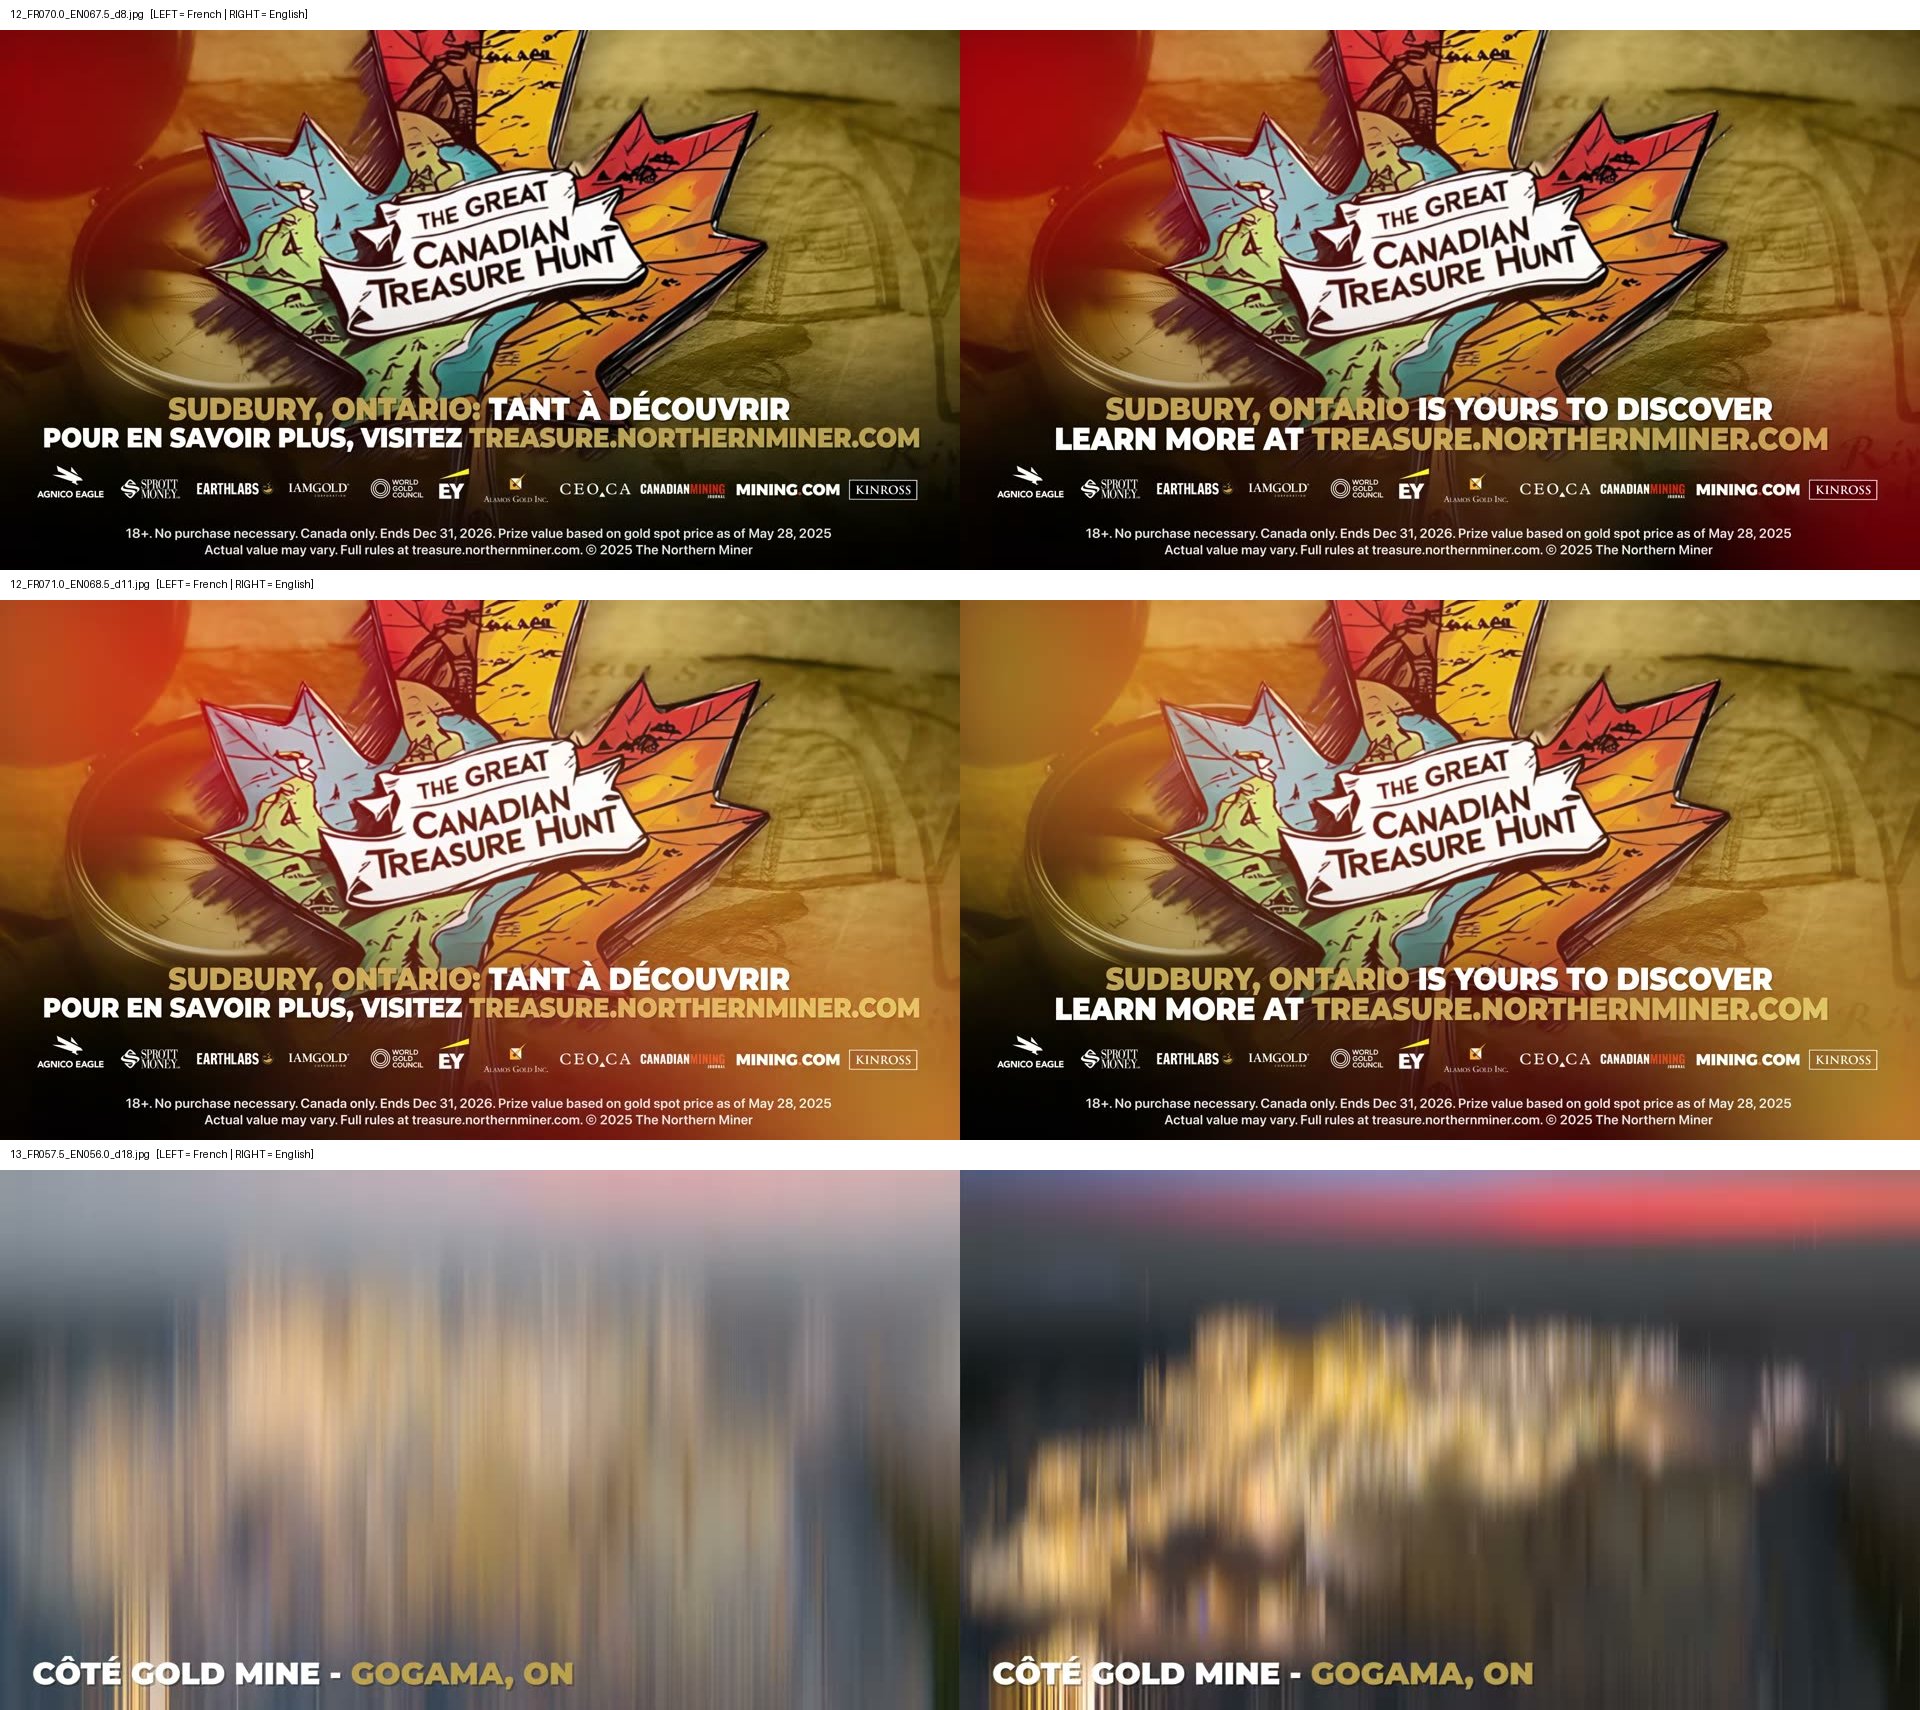 12_FR070.0_EN067.5_d8.jpg [LEFT = French | RIGHT = English]
THE GREAT
CANADIAN
TREASURE HUNT
SUDBURY, ONTARIO: TANT À DÉCOUVRIR
POUR EN SAVOIR PLUS, VISITEZ TREASURE.NORTHERNMINER.COM
AGNICO EAGLE SPROTT MONEY EARTHLABS IAMGOLD CORPORATION WORLD GOLD COUNCIL EY ALAMOS GOLD INC. CEO.CA CANADIANMINING JOURNAL MINING.COM KINROSS
18+. No purchase necessary. Canada only. Ends Dec 31, 2026. Prize value based on gold spot price as of May 28, 2025
Actual value may vary. Full rules at treasure.northernminer.com. © 2025 The Northern Miner
THE GREAT
CANADIAN
TREASURE HUNT
SUDBURY, ONTARIO IS YOURS TO DISCOVER
LEARN MORE AT TREASURE.NORTHERNMINER.COM
AGNICO EAGLE SPROTT MONEY EARTHLABS IAMGOLD CORPORATION WORLD GOLD COUNCIL EY ALAMOS GOLD INC. CEO.CA CANADIANMINING JOURNAL MINING.COM KINROSS
18+. No purchase necessary. Canada only. Ends Dec 31, 2026. Prize value based on gold spot price as of May 28, 2025
Actual value may vary. Full rules at treasure.northernminer.com. © 2025 The Northern Miner
12_FR071.0_EN068.5_d11.jpg [LEFT = French | RIGHT = English]
THE GREAT
CANADIAN
TREASURE HUNT
SUDBURY, ONTARIO: TANT À DÉCOUVRIR
POUR EN SAVOIR PLUS, VISITEZ TREASURE.NORTHERNMINER.COM
AGNICO EAGLE SPROTT MONEY EARTHLABS IAMGOLD CORPORATION WORLD GOLD COUNCIL EY ALAMOS GOLD INC. CEO.CA CANADIANMINING JOURNAL MINING.COM KINROSS
18+. No purchase necessary. Canada only. Ends Dec 31, 2026. Prize value based on gold spot price as of May 28, 2025
Actual value may vary. Full rules at treasure.northernminer.com. © 2025 The Northern Miner
THE GREAT
CANADIAN
TREASURE HUNT
SUDBURY, ONTARIO IS YOURS TO DISCOVER
LEARN MORE AT TREASURE.NORTHERNMINER.COM
AGNICO EAGLE SPROTT MONEY EARTHLABS IAMGOLD CORPORATION WORLD GOLD COUNCIL EY ALAMOS GOLD INC. CEO.CA CANADIANMINING JOURNAL MINING.COM KINROSS
18+. No purchase necessary. Canada only. Ends Dec 31, 2026. Prize value based on gold spot price as of May 28, 2025
Actual value may vary. Full rules at treasure.northernminer.com. © 2025 The Northern Miner
13_FR057.5_EN056.0_d18.jpg [LEFT = French | RIGHT = English]
CÔTÉ GOLD MINE - GOGAMA, ON
CÔTÉ GOLD MINE - GOGAMA, ON